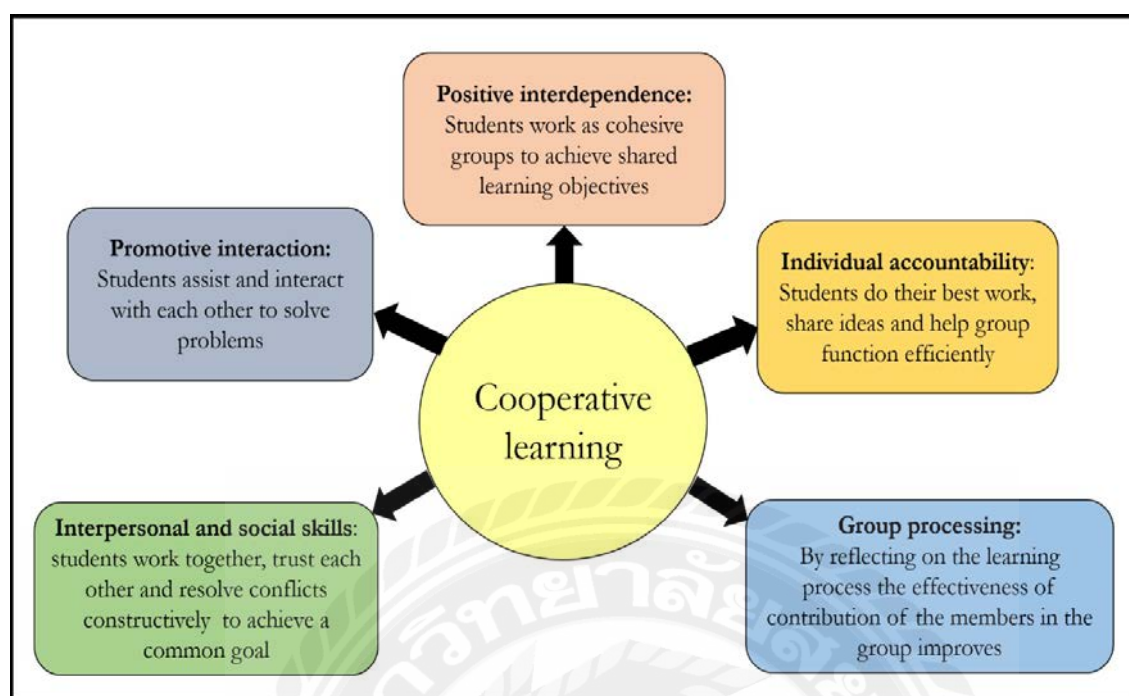 Positive interdependence:
Students work as cohesive
groups to achieve shared
learning objectives
Promotive interaction:
Students assist and interact
with each other to solve
problems
Individual accountability:
Students do their best work,
share ideas and help group
function efficiently
Cooperative
learning
Interpersonal and social skills:
students work together, trust each
other and resolve conflicts
constructively to achieve a
common goal
Group processing:
By reflecting on the learning
process the effectiveness of
contribution of the members in the
group improves